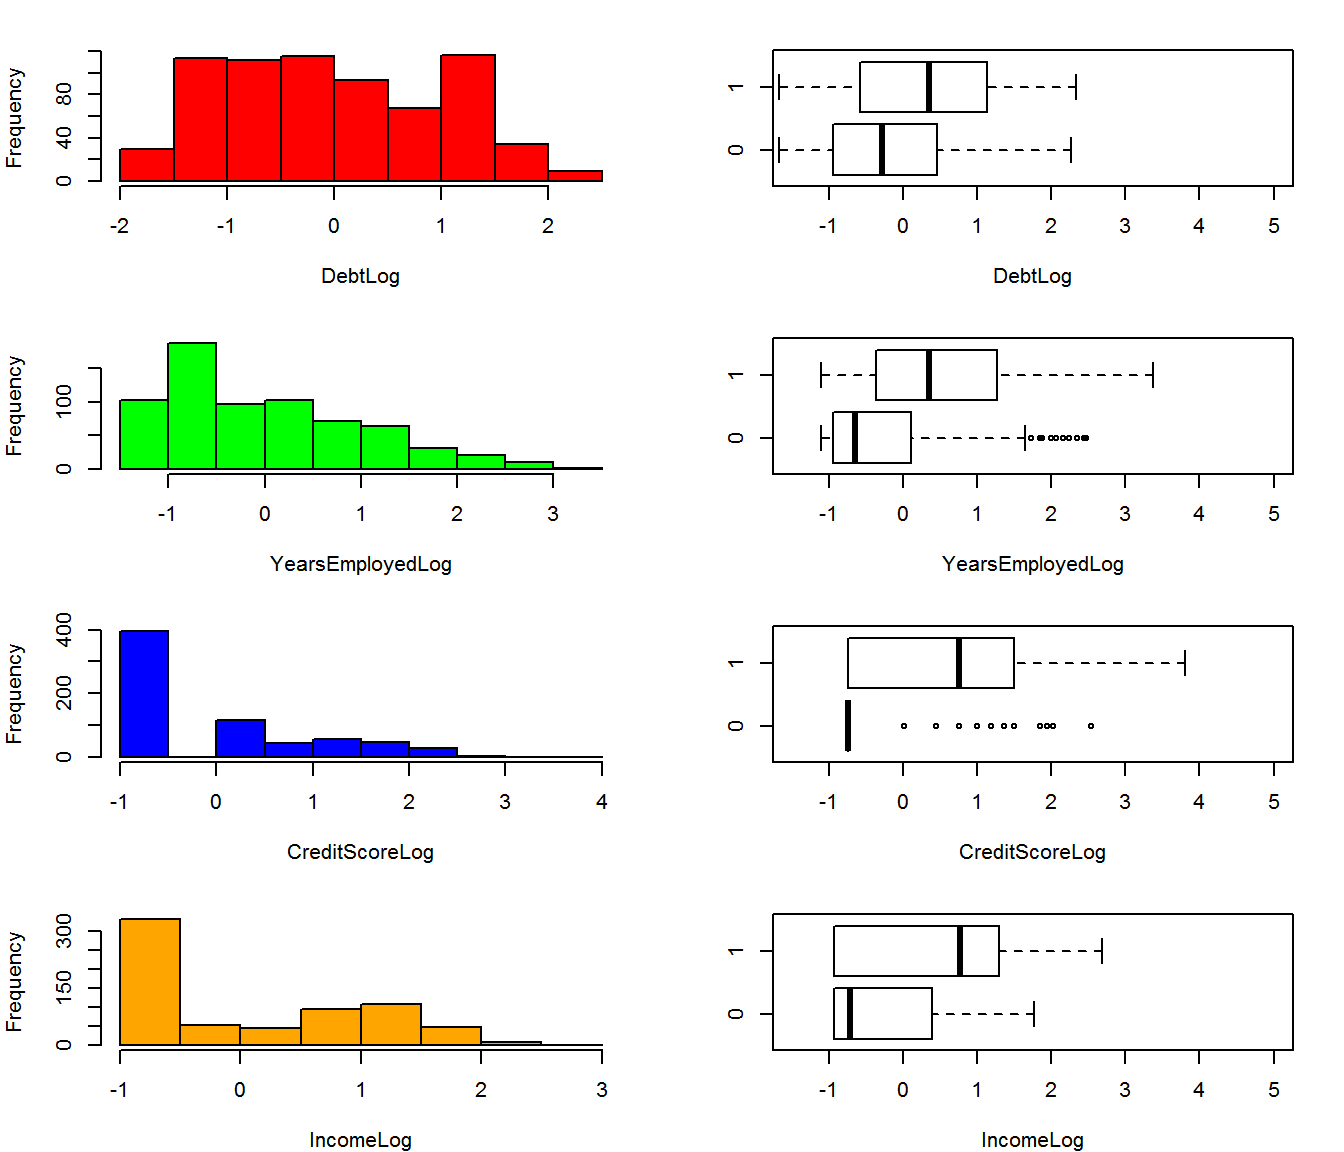 Frequency
0 40 80
-2 -1 0 1 2
DebtLog
0 1
-1 0 1 2 3 4 5
DebtLog
Frequency
0 100
-1 0 1 2 3
YearsEmployedLog
0 1
-1 0 1 2 3 4 5
YearsEmployedLog
Frequency
0 200 400
-1 0 1 2 3 4
CreditScoreLog
0 1
-1 0 1 2 3 4 5
CreditScoreLog
Frequency
0 150 300
-1 0 1 2 3
IncomeLog
0 1
-1 0 1 2 3 4 5
IncomeLog